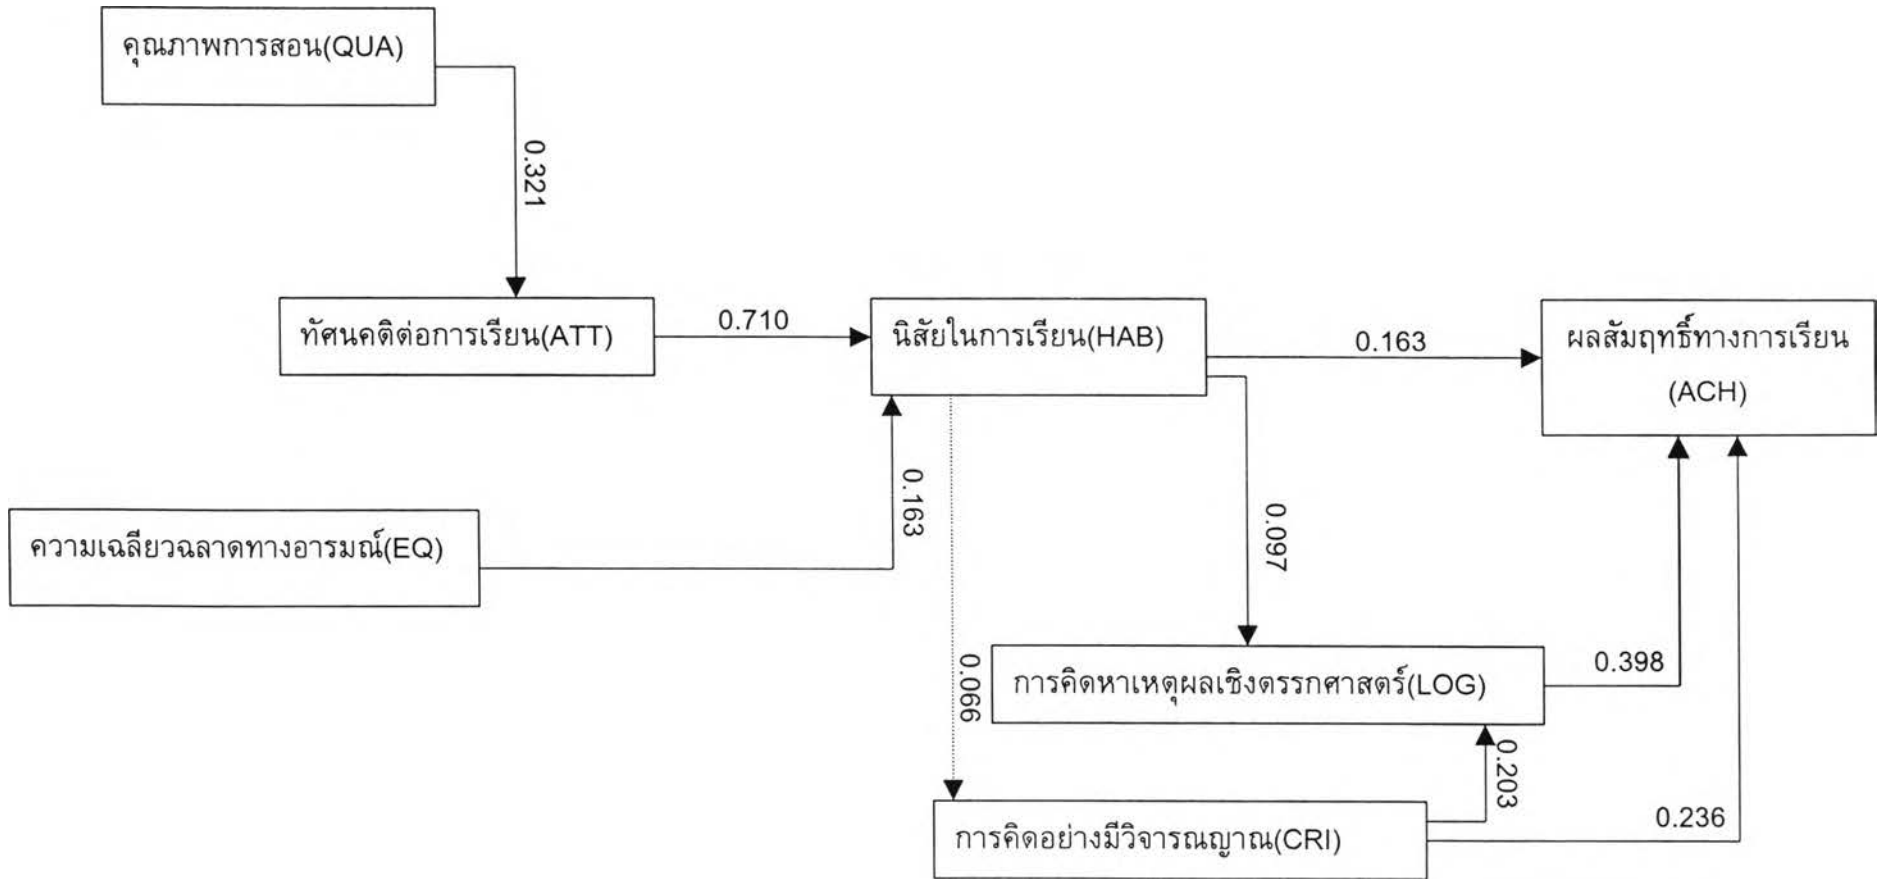 คุณภาพการสอน(QUA)
0.321
ทัศนคติต่อการเรียน(ATT)
0.710
นิสัยในการเรียน(HAB)
0.163
ผลสัมฤทธิ์ทางการเรียน
(ACH)
ความเฉลียวฉลาดทางอารมณ์(EQ)
0.163
0.097
0.066
การคิดหาเหตุผลเชิงตรรกศาสตร์(LOG)
0.398
0.203
การคิดอย่างมีวิจารณญาณ(CRI)
0.236